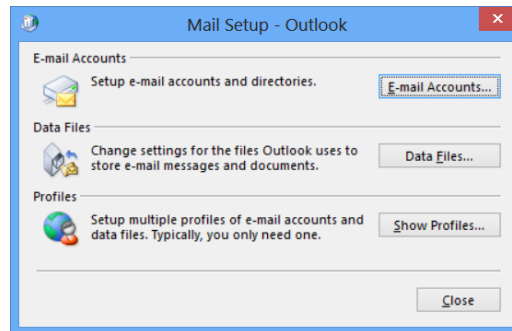 Mail Setup - Outlook
E-mail Accounts
Setup e-mail accounts and directories.
E-mail Accounts...
Data Files
Change settings for the files Outlook uses to
store e-mail messages and documents.
Data Files...
Profiles
Setup multiple profiles of e-mail accounts and
data files. Typically, you only need one.
Show Profiles...
Close